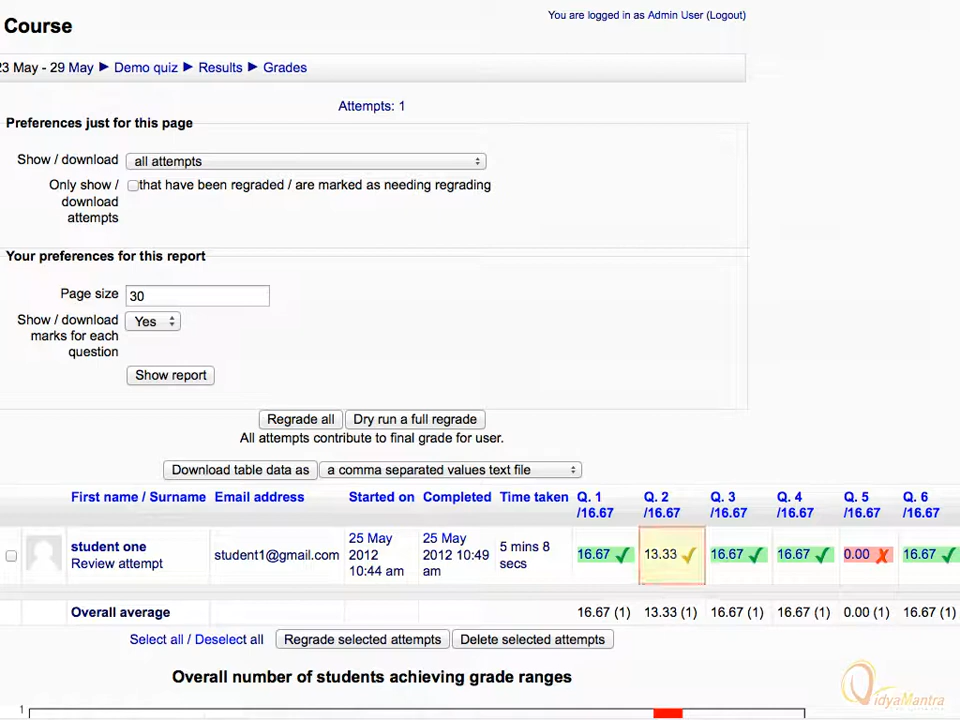 You are logged in as Admin User (Logout)
Course
23 May - 29 May ► Demo quiz ► Results ► Grades
Attempts: 1
Preferences just for this page
Show / download all attempts
Only show / download attempts
that have been regraded / are marked as needing regrading
Your preferences for this report
Page size 30
Show / download marks for each question
Yes
Show report
Regrade all Dry run a full regrade
All attempts contribute to final grade for user.
Download table data as a comma separated values text file
First name / Surname Email address Started on Completed Time taken Q. 1 /16.67 Q. 2 /16.67 Q. 3 /16.67 Q. 4 /16.67 Q. 5 /16.67 Q. 6 /16.67
student one Review attempt student1@gmail.com 25 May 2012 10:44 am 25 May 2012 10:49 am 5 mins 8 secs 16.67 ✓ 13.33 ✓ 16.67 ✓ 16.67 ✓ 0.00 ✗ 16.67 ✓
Overall average 16.67 (1) 13.33 (1) 16.67 (1) 16.67 (1) 0.00 (1) 16.67 (1)
Select all / Deselect all Regrade selected attempts Delete selected attempts
Overall number of students achieving grade ranges
1
VidyaMantra